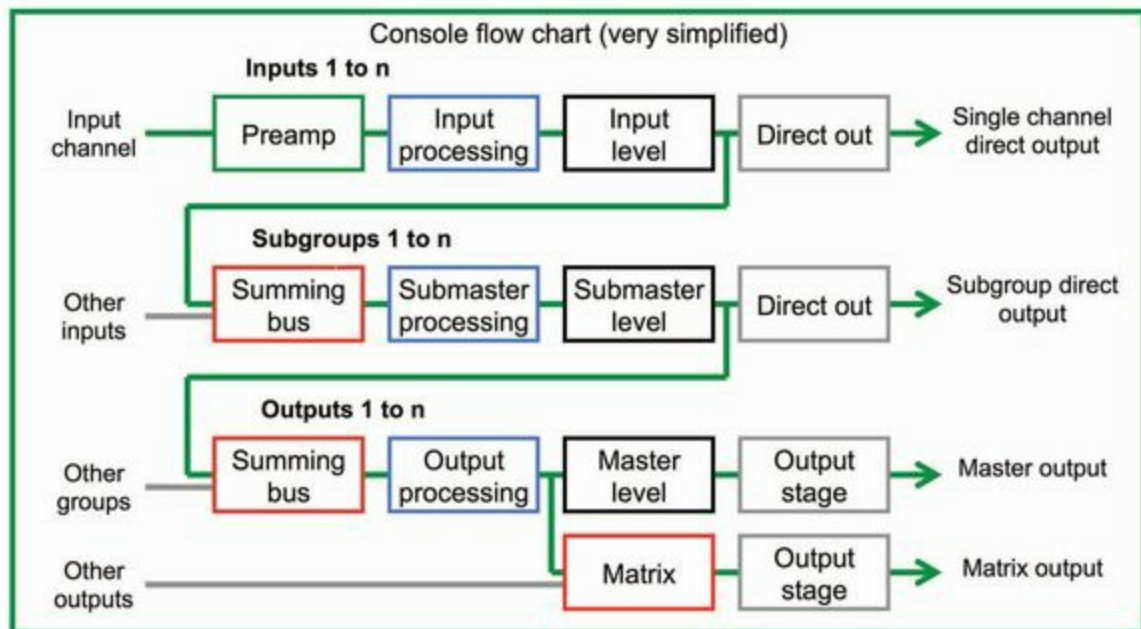 Console flow chart (very simplified)
Inputs 1 to n
Input
channel
Preamp
Input
processing
Input
level
Direct out
Single channel
direct output
Subgroups 1 to n
Other
inputs
Summing
bus
Submaster
processing
Submaster
level
Direct out
Subgroup direct
output
Outputs 1 to n
Other
groups
Summing
bus
Output
processing
Master
level
Output
stage
Master output
Other
outputs
Matrix
Output
stage
Matrix output